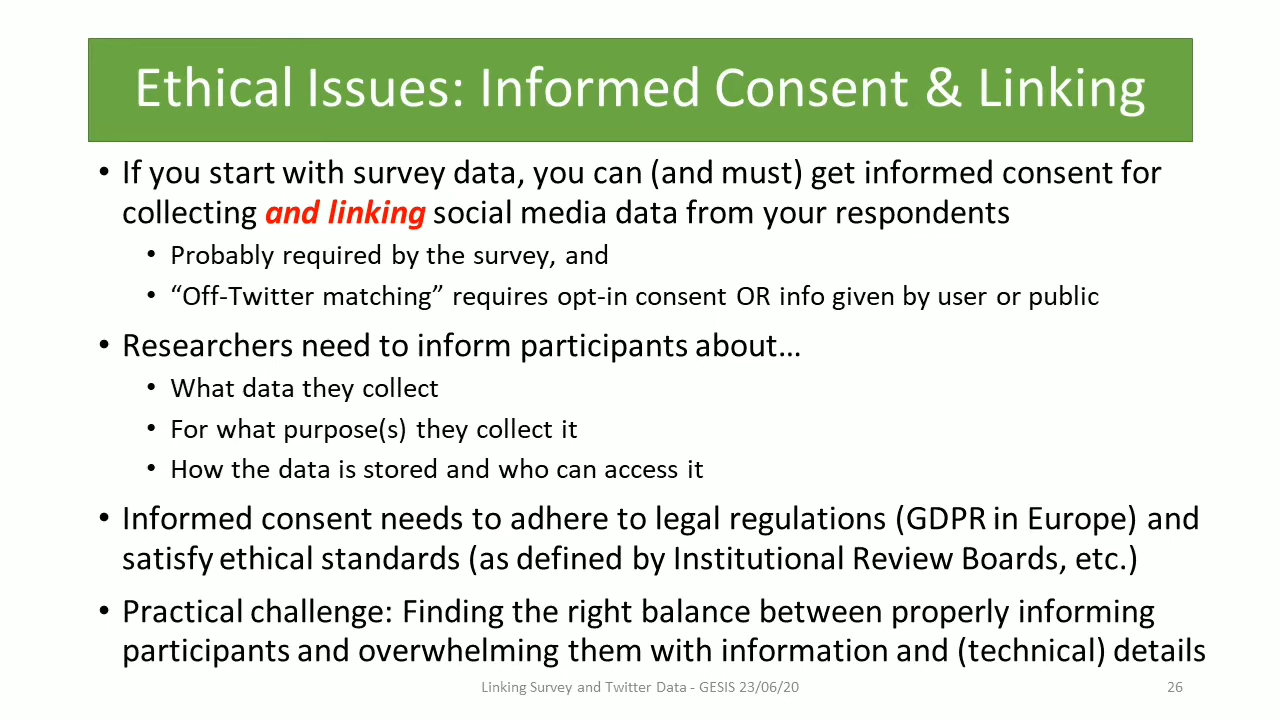 Ethical Issues: Informed Consent & Linking
• If you start with survey data, you can (and must) get informed consent for
collecting and linking social media data from your respondents
• Probably required by the survey, and
• “Off-Twitter matching” requires opt-in consent OR info given by user or public
• Researchers need to inform participants about…
• What data they collect
• For what purpose(s) they collect it
• How the data is stored and who can access it
• Informed consent needs to adhere to legal regulations (GDPR in Europe) and
satisfy ethical standards (as defined by Institutional Review Boards, etc.)
• Practical challenge: Finding the right balance between properly informing
participants and overwhelming them with information and (technical) details
Linking Survey and Twitter Data - GESIS 23/06/20
26